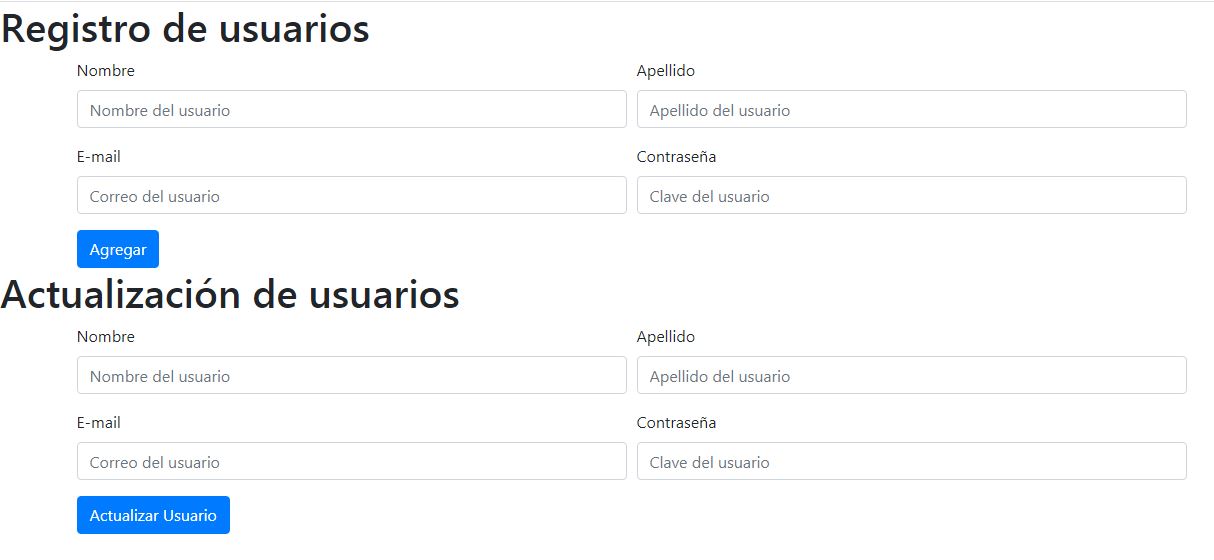 Registro de usuarios
Nombre Apellido
Nombre del usuario Apellido del usuario
E-mail Contraseña
Correo del usuario Clave del usuario
Agregar
Actualización de usuarios
Nombre Apellido
Nombre del usuario Apellido del usuario
E-mail Contraseña
Correo del usuario Clave del usuario
Actualizar Usuario